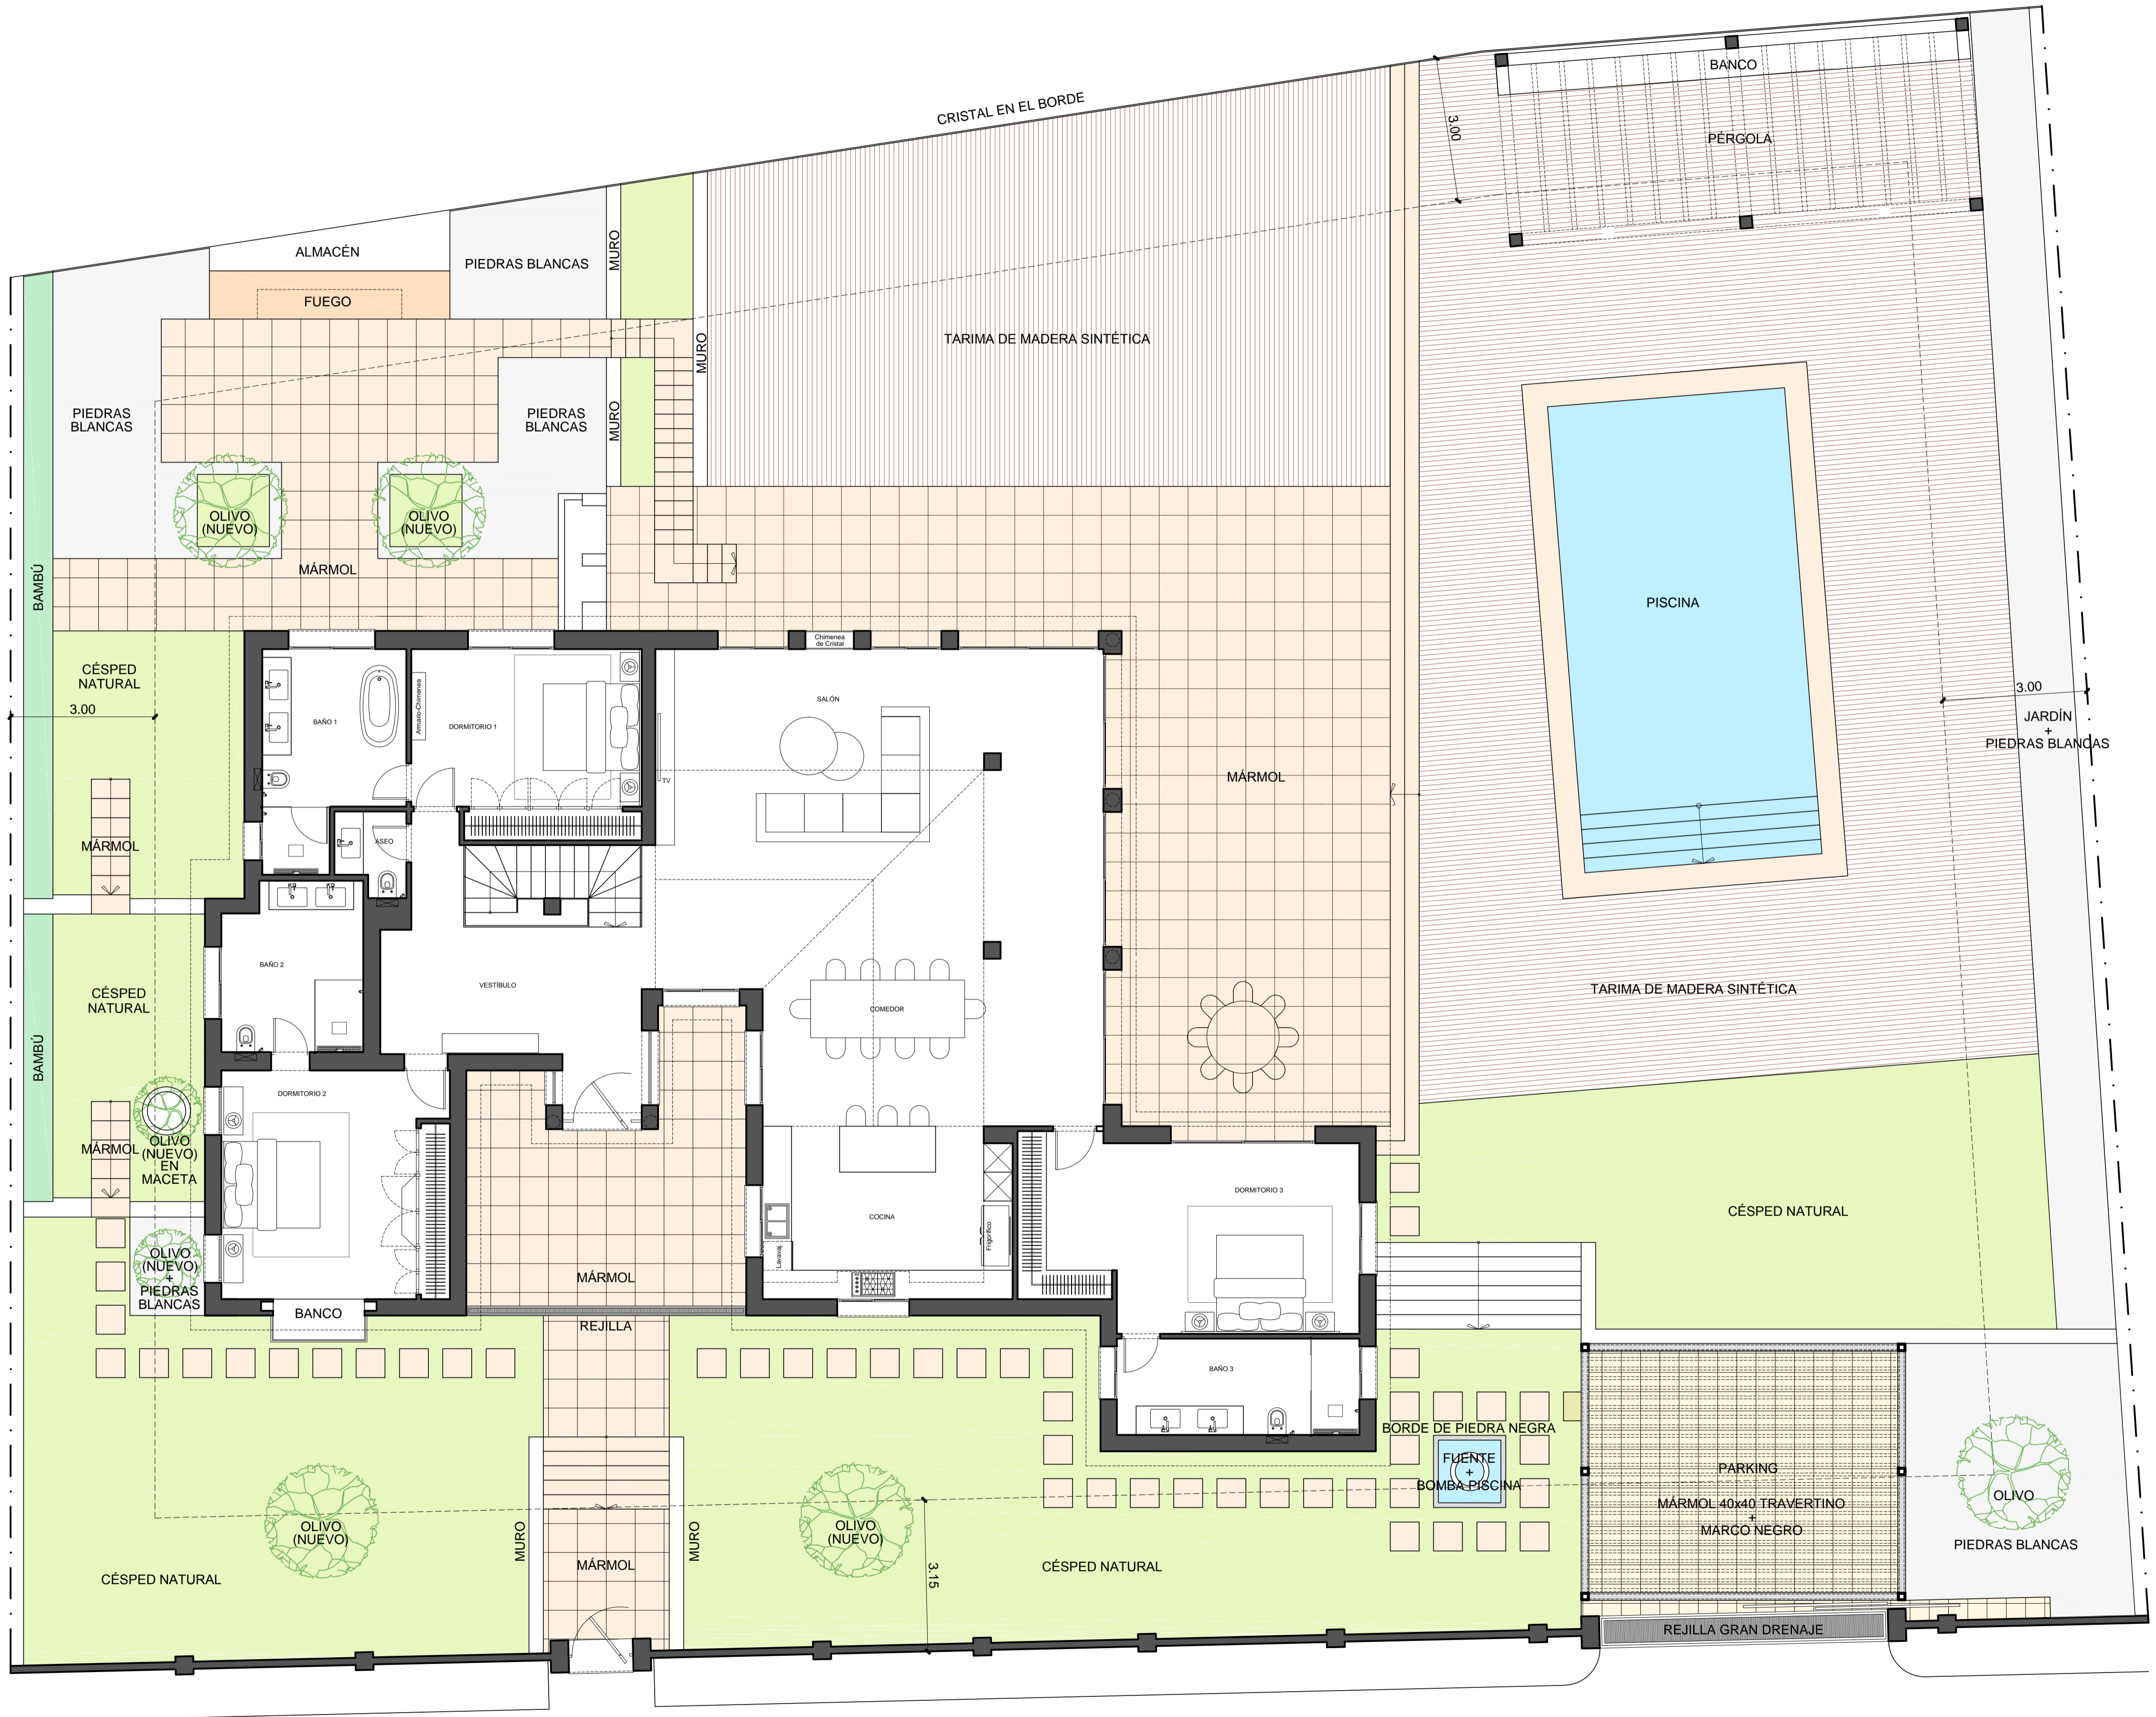 BANCO
CRISTAL EN EL BORDE
3.00
PÉRGOLA
ALMACÉN
PIEDRAS BLANCAS
MURO
FUEGO
TARIMA DE MADERA SINTÉTICA
MURO
PIEDRAS
BLANCAS
PIEDRAS
BLANCAS
MURO
OLIVO
(NUEVO)
OLIVO
(NUEVO)
MÁRMOL
BAMBÚ
PISCINA
Chimenea
de Cristal
CÉSPED
NATURAL
3.00
BAÑO 1
Armario-Chimenea
DORMITORIO 1
SALÓN
TV
MÁRMOL
3.00
JARDÍN
+
PIEDRAS BLANCAS
MÁRMOL
ASEO
BAÑO 2
VESTÍBULO
COMEDOR
TARIMA DE MADERA SINTÉTICA
CÉSPED
NATURAL
BAMBÚ
DORMITORIO 2
MÁRMOL
OLIVO
(NUEVO)
EN
MACETA
DORMITORIO 3
COCINA
Frigorífico
Lavavaj.
CÉSPED NATURAL
OLIVO
(NUEVO)
+
PIEDRAS
BLANCAS
MÁRMOL
BANCO
REJILLA
BAÑO 3
BORDE DE PIEDRA NEGRA
FUENTE
+
BOMBA PISCINA
PARKING
MÁRMOL 40x40 TRAVERTINO
+
MARCO NEGRO
OLIVO
PIEDRAS BLANCAS
OLIVO
(NUEVO)
MURO
MURO
OLIVO
(NUEVO)
MÁRMOL
3.15
CÉSPED NATURAL
CÉSPED NATURAL
REJILLA GRAN DRENAJE